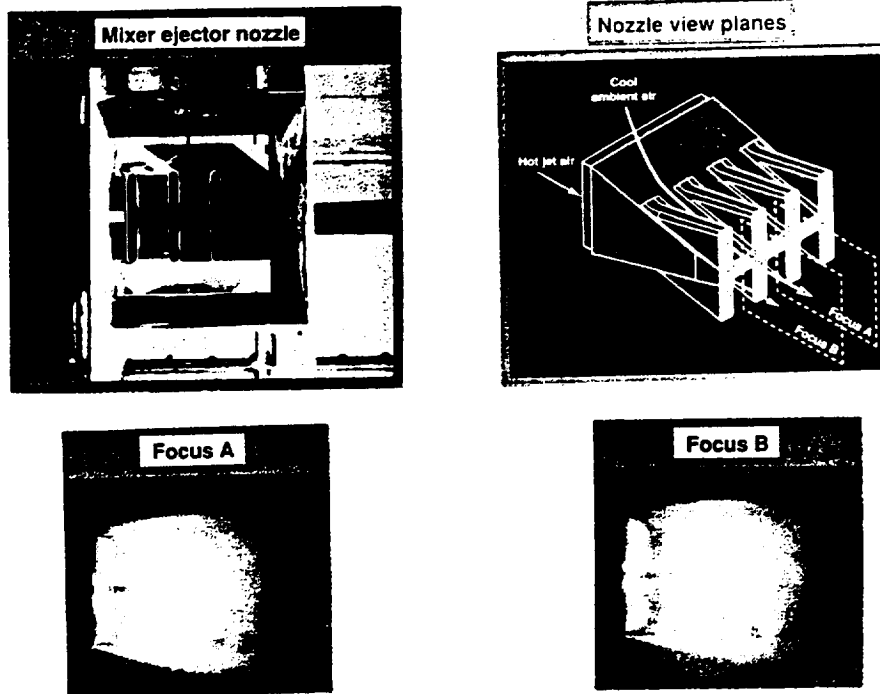 Mixer ejector nozzle
Nozzle view planes
Cool
ambient air
Hot jet air
Focus A
Focus B
Focus A
Focus B